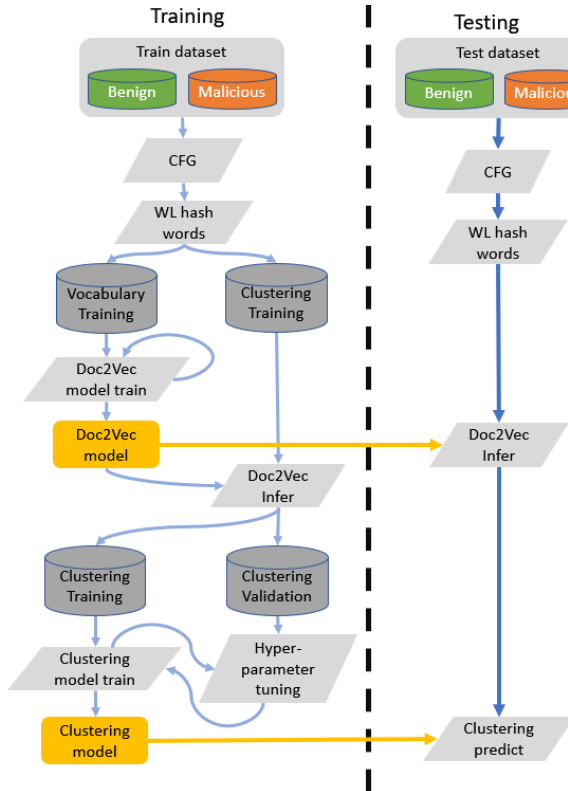 Training
Train dataset
Benign
Malicious
CFG
WL hash
words
Vocabulary
Training
Clustering
Training
Doc2Vec
model train
Doc2Vec
model
Doc2Vec
Infer
Clustering
Training
Clustering
Validation
Clustering
model train
Hyper-
parameter
tuning
Clustering
model
Testing
Test dataset
Benign
Malicious
CFG
WL hash
words
Doc2Vec
Infer
Clustering
predict